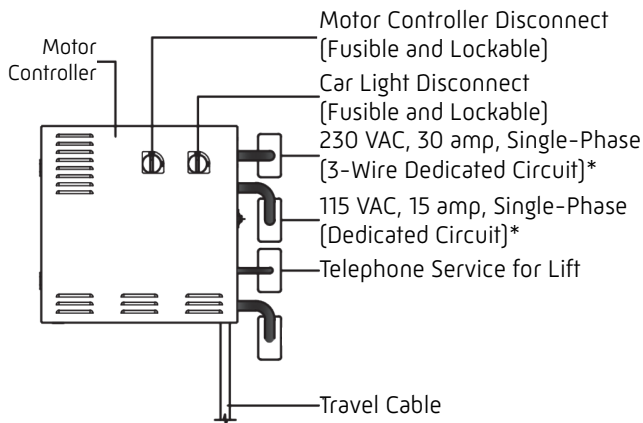 Motor
Controller
Motor Controller Disconnect
(Fusible and Lockable)
Car Light Disconnect
(Fusible and Lockable)
230 VAC, 30 amp, Single-Phase
(3-Wire Dedicated Circuit)*
115 VAC, 15 amp, Single-Phase
(Dedicated Circuit)*
Telephone Service for Lift
Travel Cable